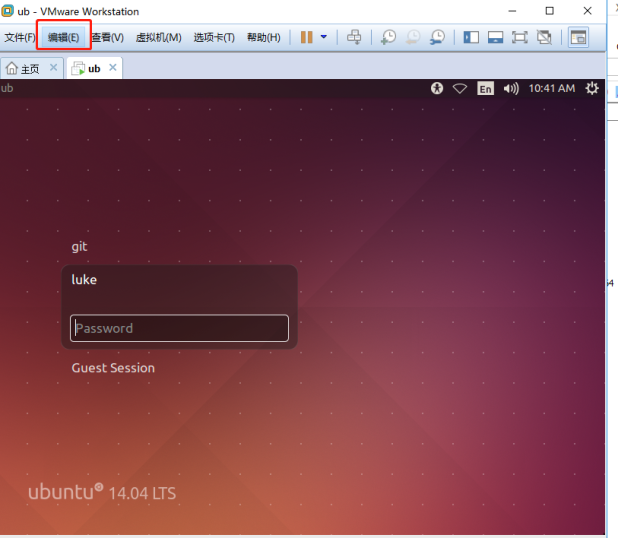 ub - VMware Workstation
文件(F) 编辑(E) 查看(V) 虚拟机(M) 选项卡(T) 帮助(H)
主页 ub
ub En 10:41 AM
git
luke
Password
Guest Session
ubuntu 14.04 LTS
64